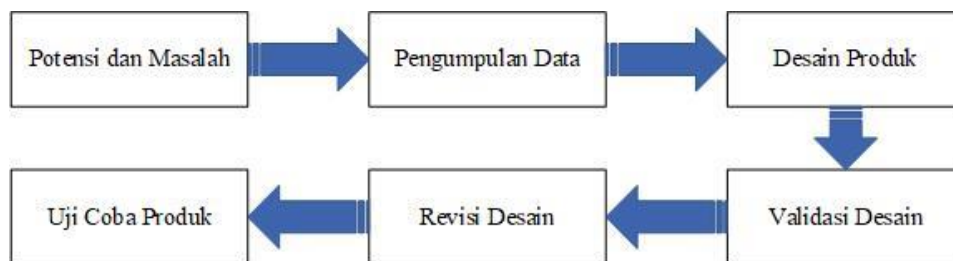 Potensi dan Masalah
Pengumpulan Data
Desain Produk
Validasi Desain
Revisi Desain
Uji Coba Produk